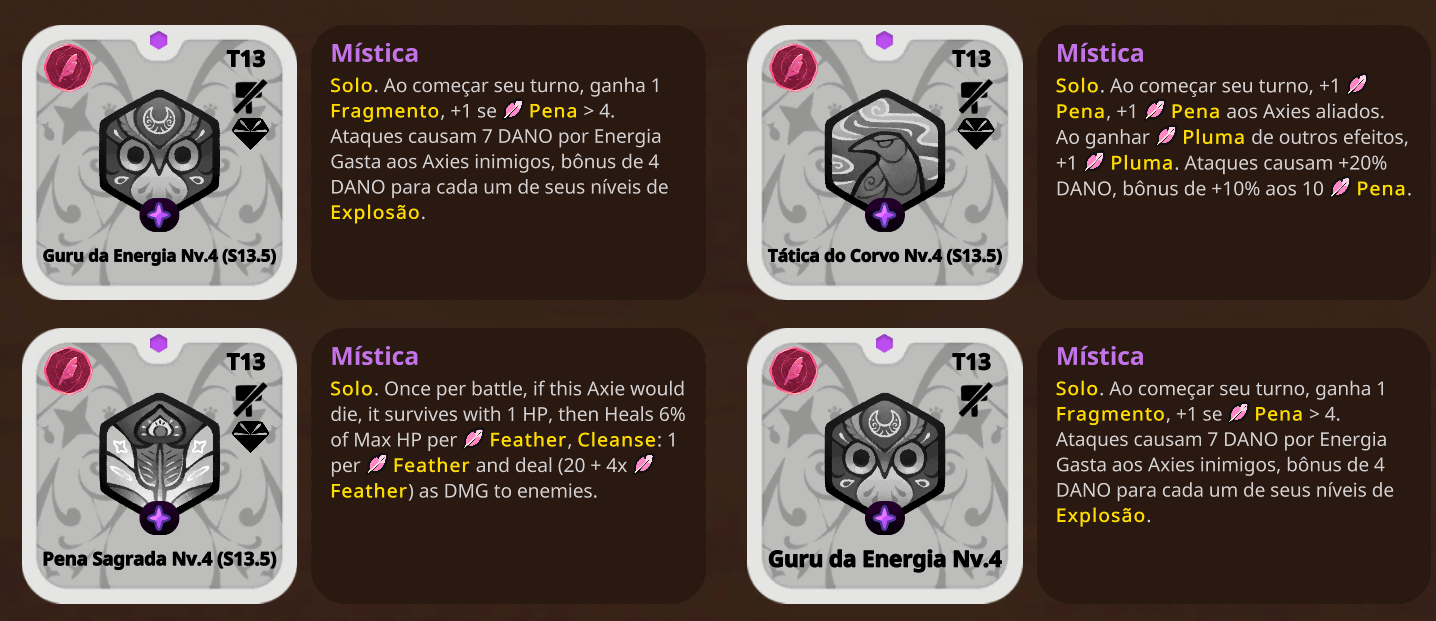 T13
Guru da Energia Nv.4 (S13.5)
Mística
Solo. Ao começar seu turno, ganha 1
Fragmento, +1 se Pena > 4.
Ataques causam 7 DANO por Energia
Gasta aos Axies inimigos, bônus de 4
DANO para cada um de seus níveis de
Explosão.
T13
Tática do Corvo Nv.4 (S13.5)
Mística
Solo. Ao começar seu turno, +1
Pena, +1 Pena aos Axies aliados.
Ao ganhar Pluma de outros efeitos,
+1 Pluma. Ataques causam +20%
DANO, bônus de +10% aos 10 Pena.
T13
Pena Sagrada Nv.4 (S13.5)
Mística
Solo. Once per battle, if this Axie would
die, it survives with 1 HP, then Heals 6%
of Max HP per Feather, Cleanse: 1
per Feather and deal (20 + 4x
Feather) as DMG to enemies.
T13
Guru da Energia Nv.4
Mística
Solo. Ao começar seu turno, ganha 1
Fragmento, +1 se Pena > 4.
Ataques causam 7 DANO por Energia
Gasta aos Axies inimigos, bônus de 4
DANO para cada um de seus níveis de
Explosão.